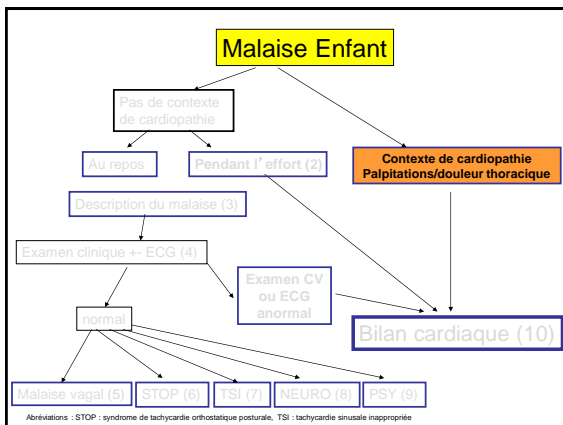 Malaise Enfant
Pas de contexte
de cardiopathie
Au repos
Pendant l'effort (2)
Contexte de cardiopathie
Palpitations/douleur thoracique
Description du malaise (3)
Examen clinique +- ECG (4)
Examen CV
ou ECG
anormal
normal
Bilan cardiaque (10)
Malaise vagal (5)
STOP (6)
TSI (7)
NEURO (8)
PSY (9)
Abréviations : STOP : syndrome de tachycardie orthostatique posturale, TSI : tachycardie sinusale inappropriée